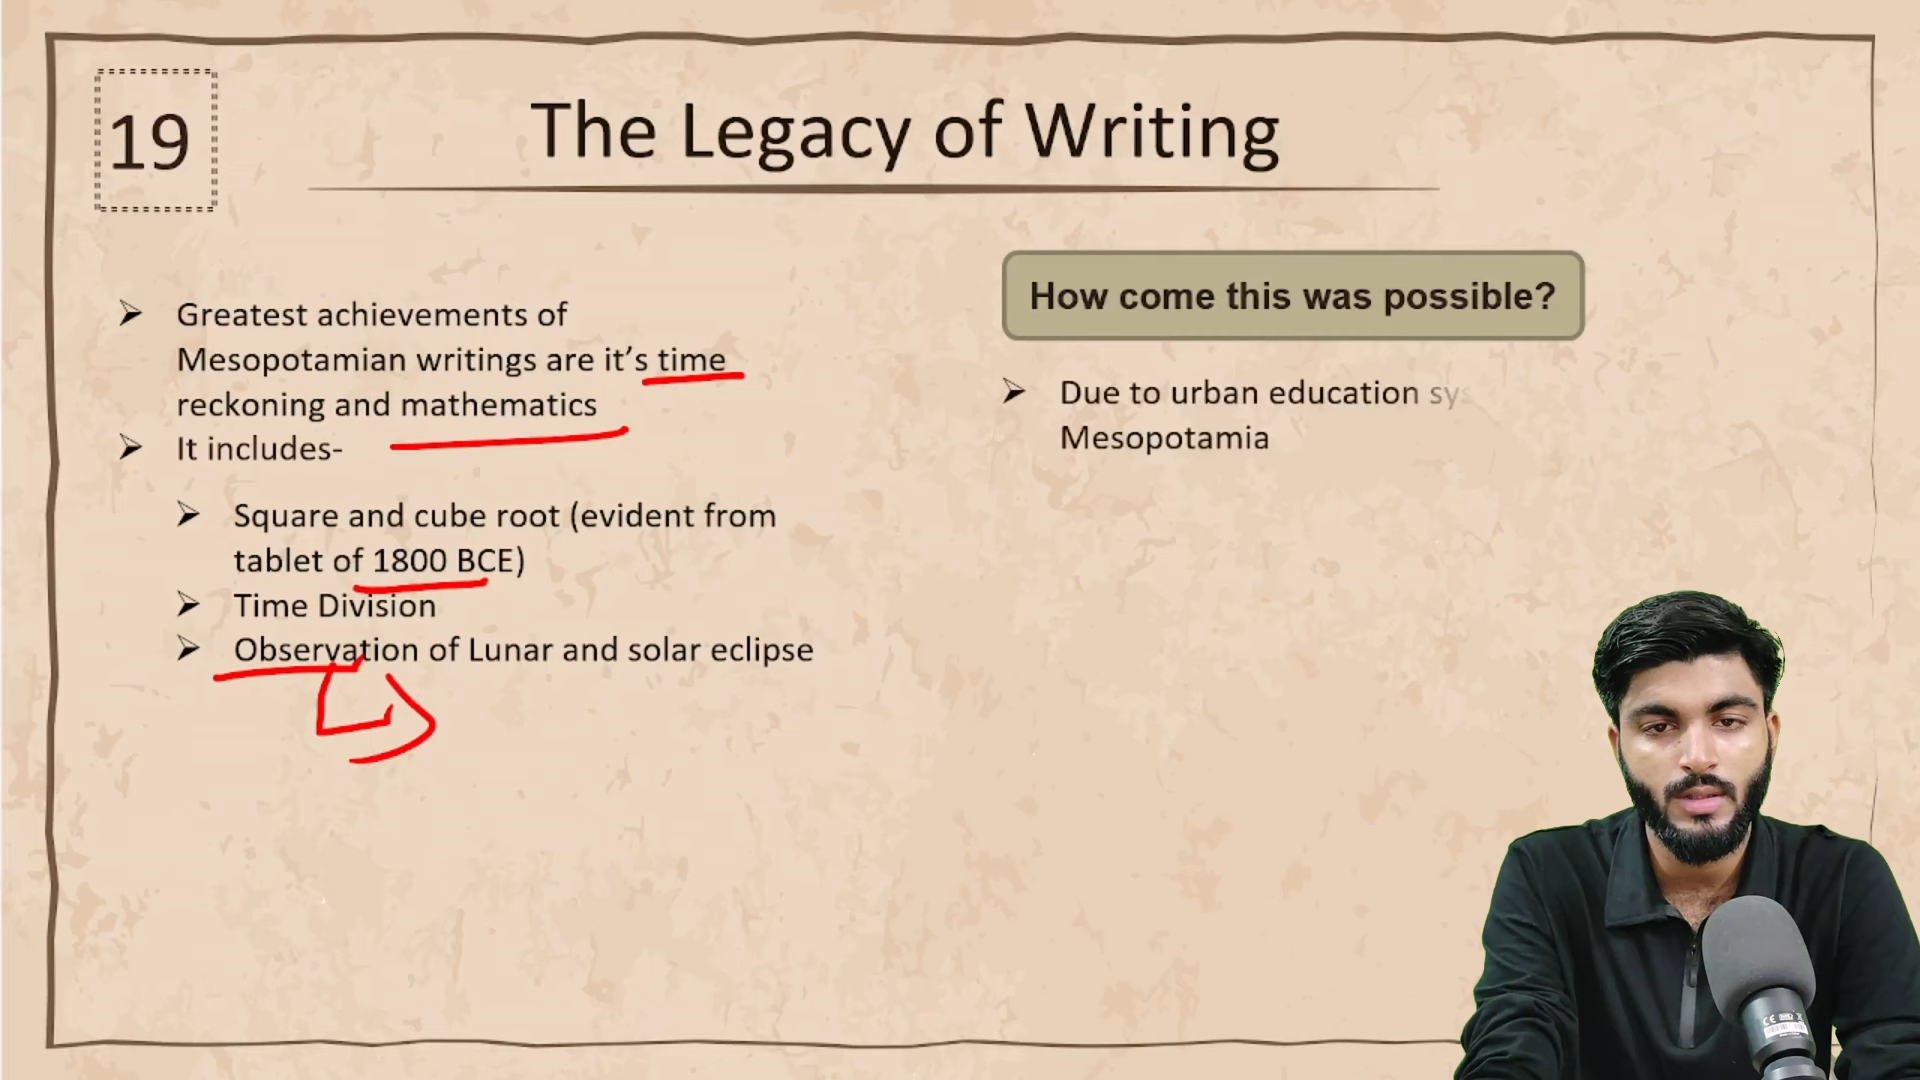 19
The Legacy of Writing
Greatest achievements of
Mesopotamian writings are it’s time
reckoning and mathematics
It includes-
Square and cube root (evident from
tablet of 1800 BCE)
Time Division
Observation of Lunar and solar eclipse
How come this was possible?
Due to urban education sys
Mesopotamia